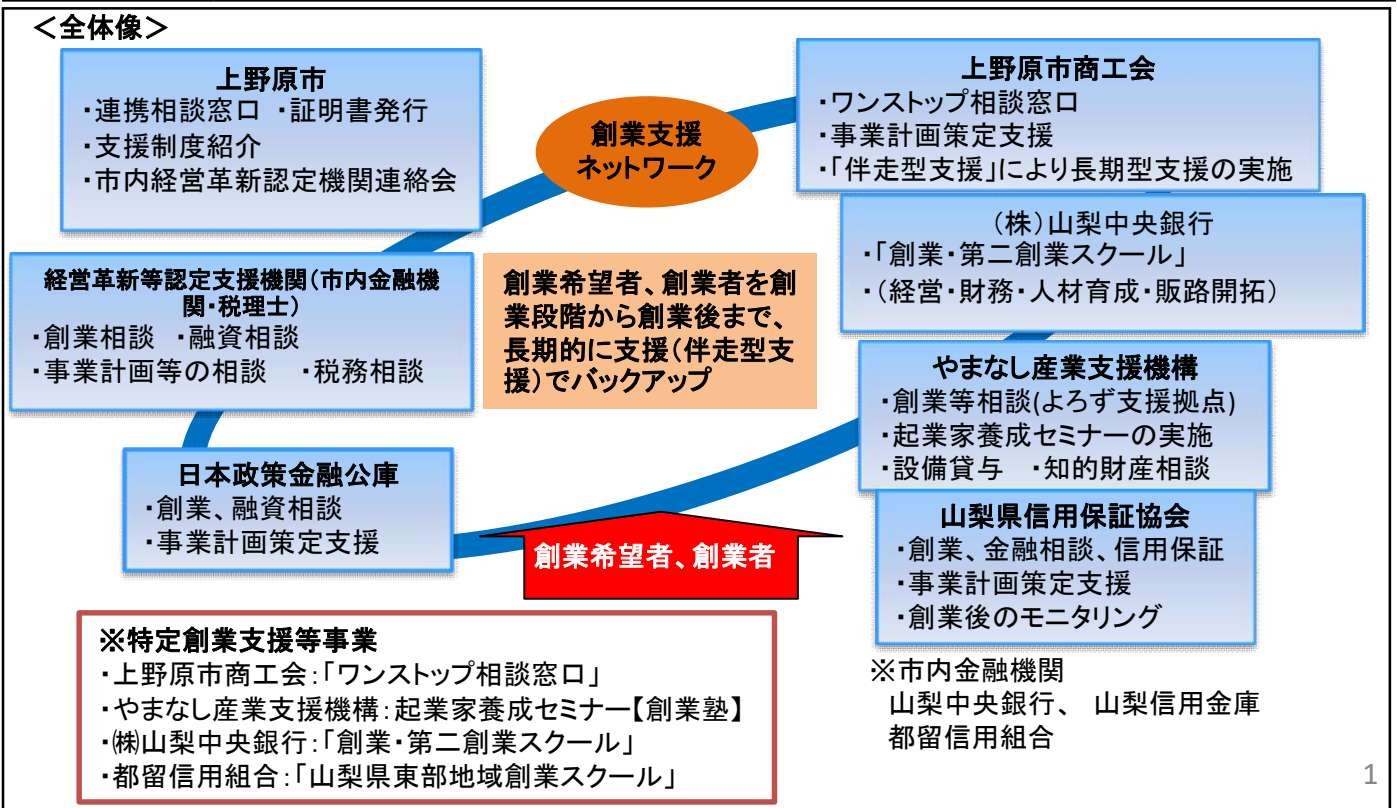 ＜全体像＞
上野原市
・連携相談窓口 ・証明書発行
・支援制度紹介
・市内経営革新認定機関連絡会
創業支援
ネットワーク
上野原市商工会
・ワンストップ相談窓口
・事業計画策定支援
・「伴走型支援」により長期型支援の実施
（株）山梨中央銀行
・「創業・第二創業スクール」
・（経営・財務・人材育成・販路開拓）
経営革新等認定支援機関（市内金融機
関・税理士）
・創業相談 ・融資相談
・事業計画等の相談 ・税務相談
創業希望者、創業者を創
業段階から創業後まで、
長期的に支援（伴走型支
援）でバックアップ
やまなし産業支援機構
・創業等相談(よろず支援拠点)
・起業家養成セミナーの実施
・設備貸与 ・知的財産相談
日本政策金融公庫
・創業、融資相談
・事業計画策定支援
創業希望者、創業者
山梨県信用保証協会
・創業、金融相談、信用保証
・事業計画策定支援
・創業後のモニタリング
※特定創業支援等事業
・上野原市商工会：「ワンストップ相談窓口」
・やまなし産業支援機構：起業家養成セミナー【創業塾】
・㈱山梨中央銀行：「創業・第二創業スクール」
・都留信用組合：「山梨県東部地域創業スクール」
※市内金融機関
山梨中央銀行、 山梨信用金庫
都留信用組合
1